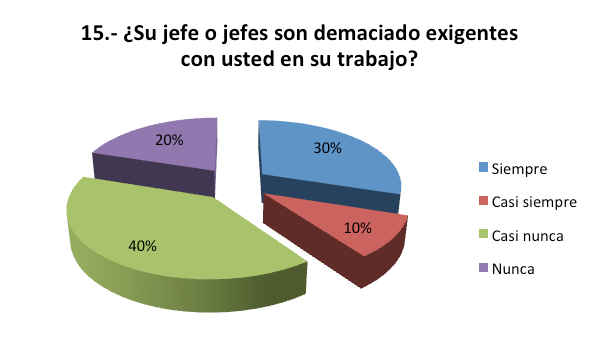 15.- ¿Su jefe o jefes son demaciado exigentes
con usted en su trabajo?
20%
30%
10%
40%
Siempre
Casi siempre
Casi nunca
Nunca